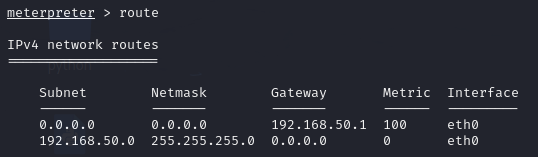 meterpreter > route
IPv4 network routes
Subnet Netmask Gateway Metric Interface
0.0.0.0 0.0.0.0 192.168.50.1 100 eth0
192.168.50.0 255.255.255.0 0.0.0.0 0 eth0